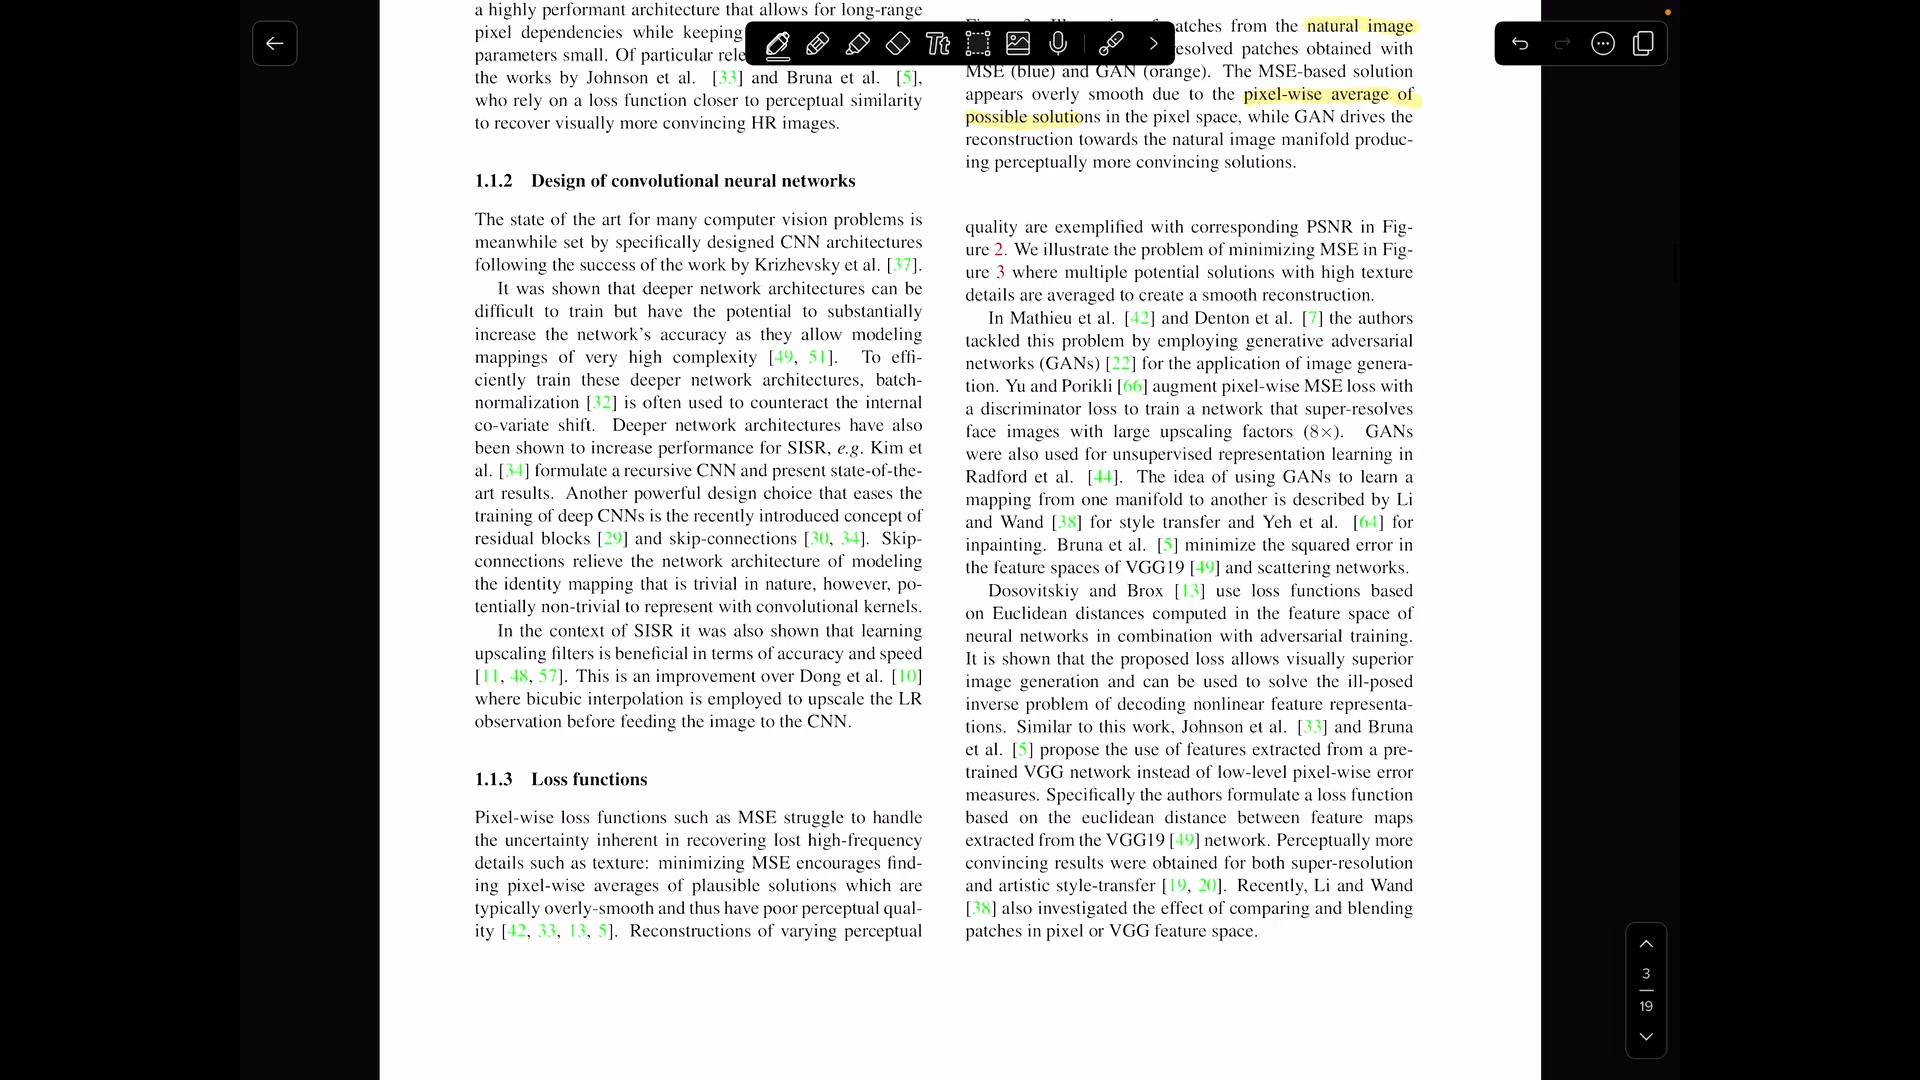 a highly performant architecture that allows for long-range
pixel dependencies while keeping
parameters small. Of particular
the works by Johnson et al. [33] and Bruna et al. [5],
who rely on a loss function closer to perceptual similarity
to recover visually more convincing HR images.
1.1.2 Design of convolutional neural networks
The state of the art for many computer vision problems is
meanwhile set by specifically designed CNN architectures
following the success of the work by Krizhevsky et al. [37].
It was shown that deeper network architectures can be
difficult to train but have the potential to substantially
increase the network's accuracy as they allow modeling
mappings of very high complexity [49, 51]. To effi-
ciently train these deeper network architectures, batch-
normalization [32] is often used to counteract the internal
co-variate shift. Deeper network architectures have also
been shown to increase performance for SISR, e.g. Kim et
al. [34] formulate a recursive CNN and present state-of-the-
art results. Another powerful design choice that eases the
training of deep CNNs is the recently introduced concept of
residual blocks [29] and skip-connections [30, 34]. Skip-
connections relieve the network architecture of modeling
the identity mapping that is trivial in nature, however, po-
tentially non-trivial to represent with convolutional kernels.
In the context of SISR it was also shown that learning
upscaling filters is beneficial in terms of accuracy and speed
[11, 48, 57]. This is an improvement over Dong et al. [10]
where bicubic interpolation is employed to upscale the LR
observation before feeding the image to the CNN.
1.1.3 Loss functions
Pixel-wise loss functions such as MSE struggle to handle
the uncertainty inherent in recovering lost high-frequency
details such as texture: minimizing MSE encourages find-
ing pixel-wise averages of plausible solutions which are
typically overly-smooth and thus have poor perceptual qual-
ity [42, 33, 13, 5]. Reconstructions of varying perceptual
patches from the natural image
resolved patches obtained with
MSE (blue) and GAN (orange). The MSE-based solution
appears overly smooth due to the pixel-wise average of
possible solutions in the pixel space, while GAN drives the
reconstruction towards the natural image manifold produc-
ing perceptually more convincing solutions.
quality are exemplified with corresponding PSNR in Fig-
ure 2. We illustrate the problem of minimizing MSE in Fig-
ure 3 where multiple potential solutions with high texture
details are averaged to create a smooth reconstruction.
In Mathieu et al. [42] and Denton et al. [7] the authors
tackled this problem by employing generative adversarial
networks (GANs) [22] for the application of image genera-
tion. Yu and Porikli [66] augment pixel-wise MSE loss with
a discriminator loss to train a network that super-resolves
face images with large upscaling factors (8×). GANs
were also used for unsupervised representation learning in
Radford et al. [44]. The idea of using GANs to learn a
mapping from one manifold to another is described by Li
and Wand [38] for style transfer and Yeh et al. [64] for
inpainting. Bruna et al. [5] minimize the squared error in
the feature spaces of VGG19 [49] and scattering networks.
Dosovitskiy and Brox [13] use loss functions based
on Euclidean distances computed in the feature space of
neural networks in combination with adversarial training.
It is shown that the proposed loss allows visually superior
image generation and can be used to solve the ill-posed
inverse problem of decoding nonlinear feature representa-
tions. Similar to this work, Johnson et al. [33] and Bruna
et al. [5] propose the use of features extracted from a pre-
trained VGG network instead of low-level pixel-wise error
measures. Specifically the authors formulate a loss function
based on the euclidean distance between feature maps
extracted from the VGG19 [49] network. Perceptually more
convincing results were obtained for both super-resolution
and artistic style-transfer [19, 20]. Recently, Li and Wand
[38] also investigated the effect of comparing and blending
patches in pixel or VGG feature space.
Tt
3
19